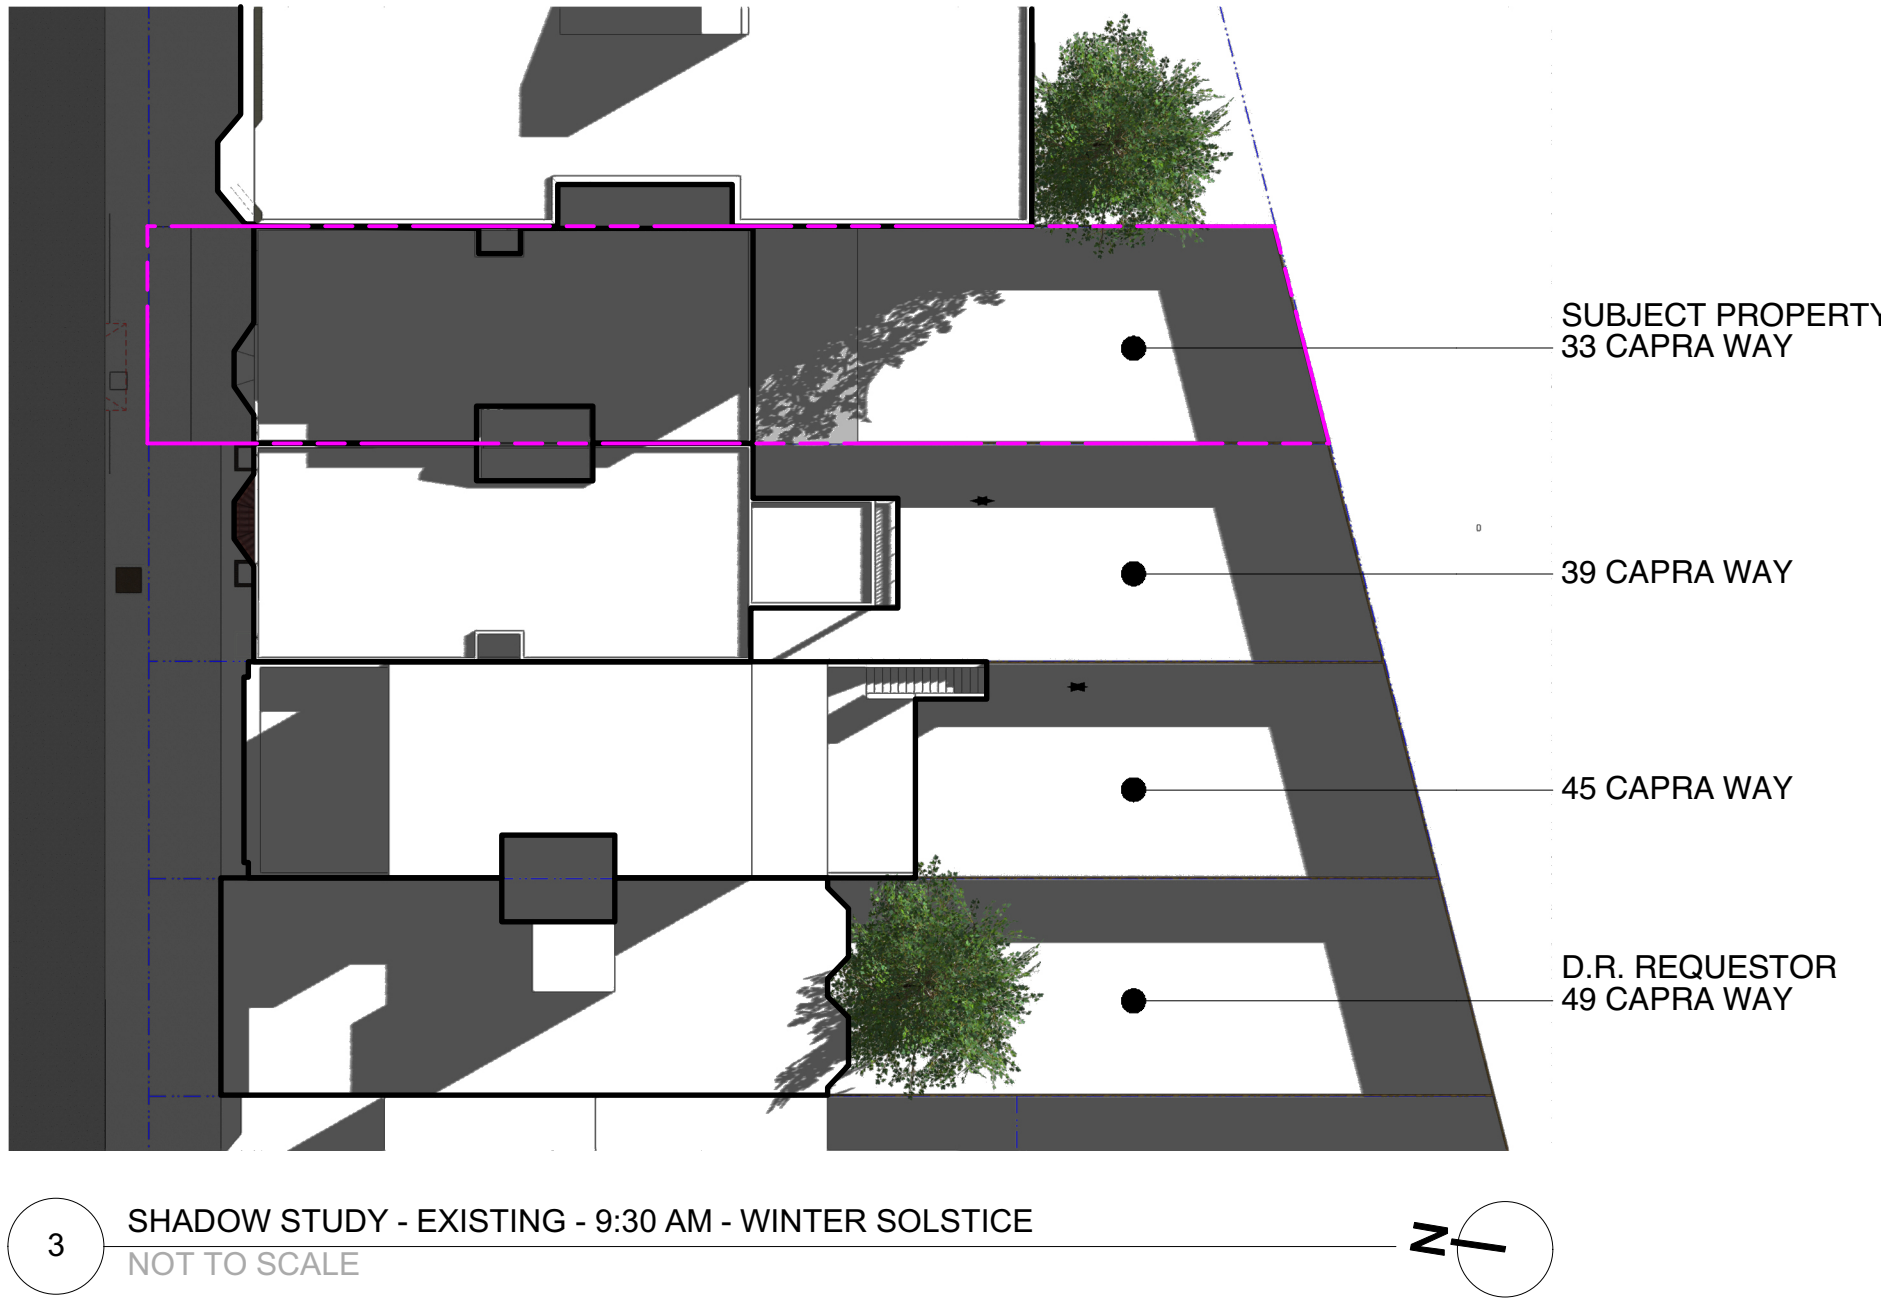 SUBJECT PROPERTY
33 CAPRA WAY
39 CAPRA WAY
45 CAPRA WAY
D.R. REQUESTOR
49 CAPRA WAY
3
SHADOW STUDY - EXISTING - 9:30 AM - WINTER SOLSTICE
NOT TO SCALE
N